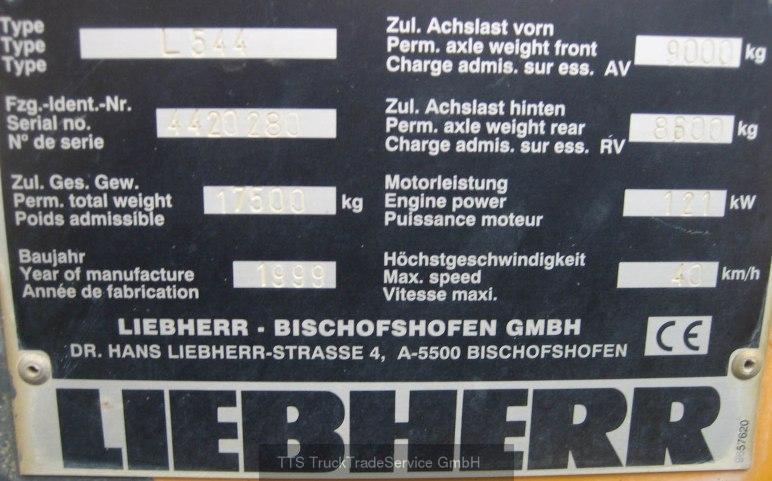 Type
Type
Type
L 544
Zul. Achslast vorn
Perm. axle weight front
Charge admis. sur ess. AV
9000 kg
Fzg.-Ident.-Nr.
Serial no.
N° de serie
4420280
Zul. Achslast hinten
Perm. axle weight rear
Charge admis. sur ess. RV
8600 kg
Zul. Ges. Gew.
Perm. total weight
Poids admissible
17500 kg
Motorleistung
Engine power
Puissance moteur
121 kW
Baujahr
Year of manufacture
Année de fabrication
1999
Höchstgeschwindigkeit
Max. speed
Vitesse maxi.
40 km/h
LIEBHERR - BISCHOFSHOFEN GMBH
DR. HANS LIEBHERR-STRASSE 4, A-5500 BISCHOFSHOFEN
CE
LIEBHERR
TTS TruckTradeService GmbH